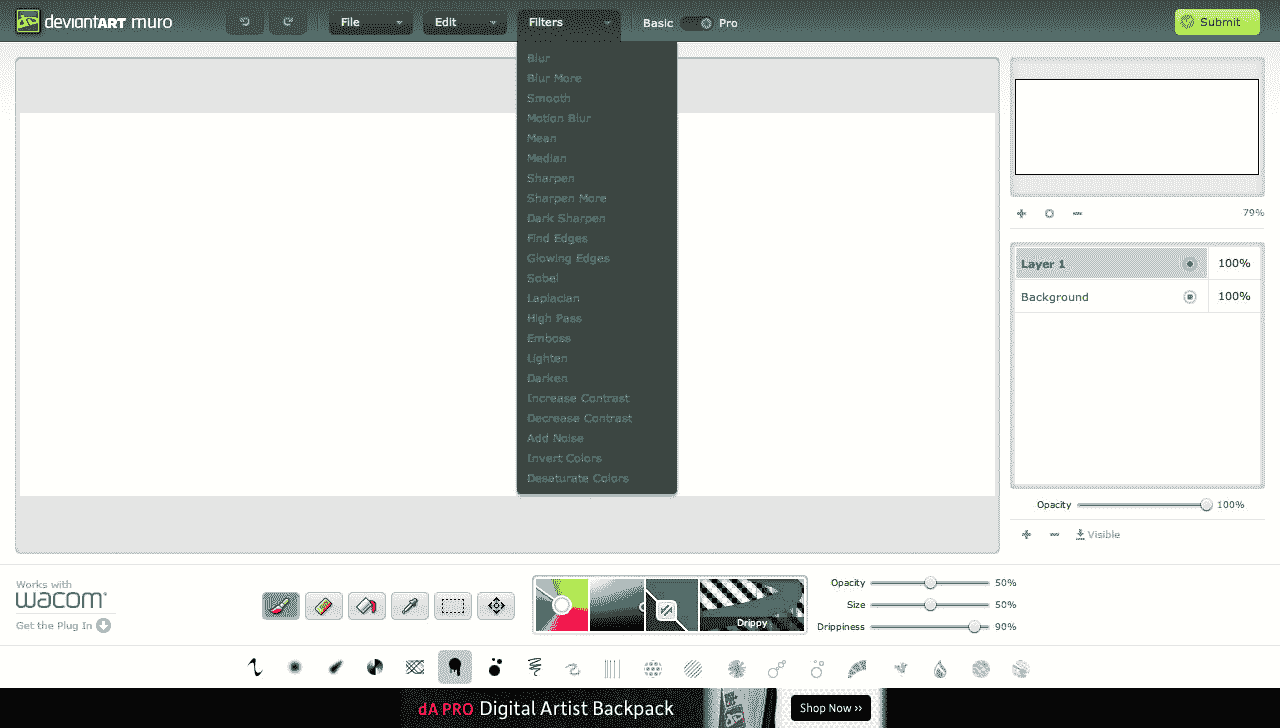 deviantART muro
File
Edit
Filters
Basic
Pro
Submit
Blur
Blur More
Smooth
Motion Blur
Mean
Median
Sharpen
Sharpen More
Dark Sharpen
Find Edges
Glowing Edges
Sobel
Laplacian
High Pass
Emboss
Lighten
Darken
Increase Contrast
Decrease Contrast
Add Noise
Invert Colors
Desaturate Colors
79%
Layer 1
100%
Background
100%
Opacity
100%
Visible
Works with
wacom
Get the Plug In
Drippy
Opacity
50%
Size
50%
Drippiness
90%
dA PRO Digital Artist Backpack
Shop Now ››